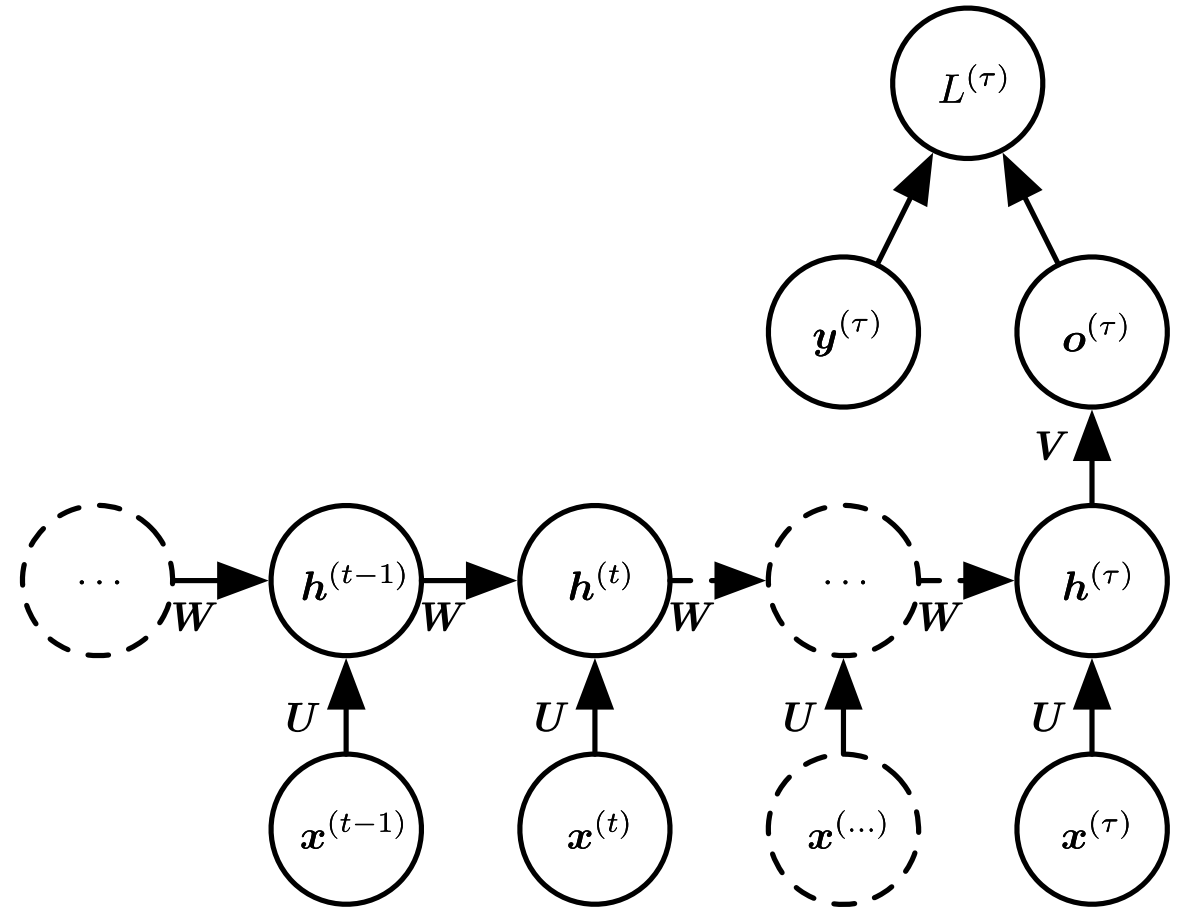 L^(τ)
y^(τ) o^(τ)
V
... h^(t−1) h^(t) ... h^(τ)
W W W W
U U U U
x^(t−1) x^(t) x^(...) x^(τ)